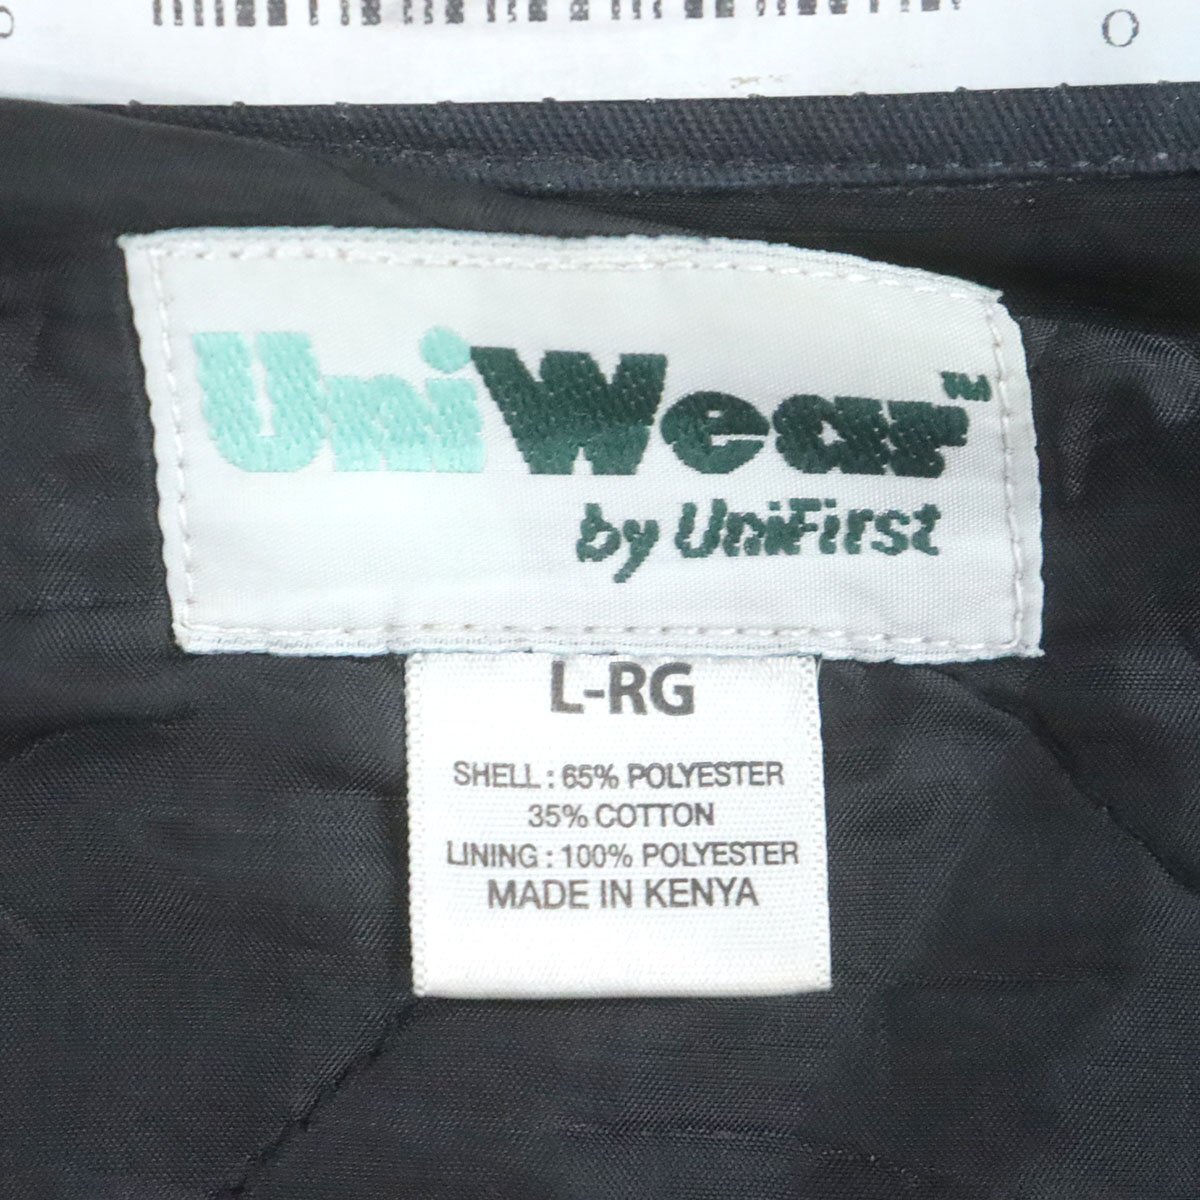 UniWear™
by UniFirst
L-RG
SHELL : 65% POLYESTER
35% COTTON
LINING : 100% POLYESTER
MADE IN KENYA